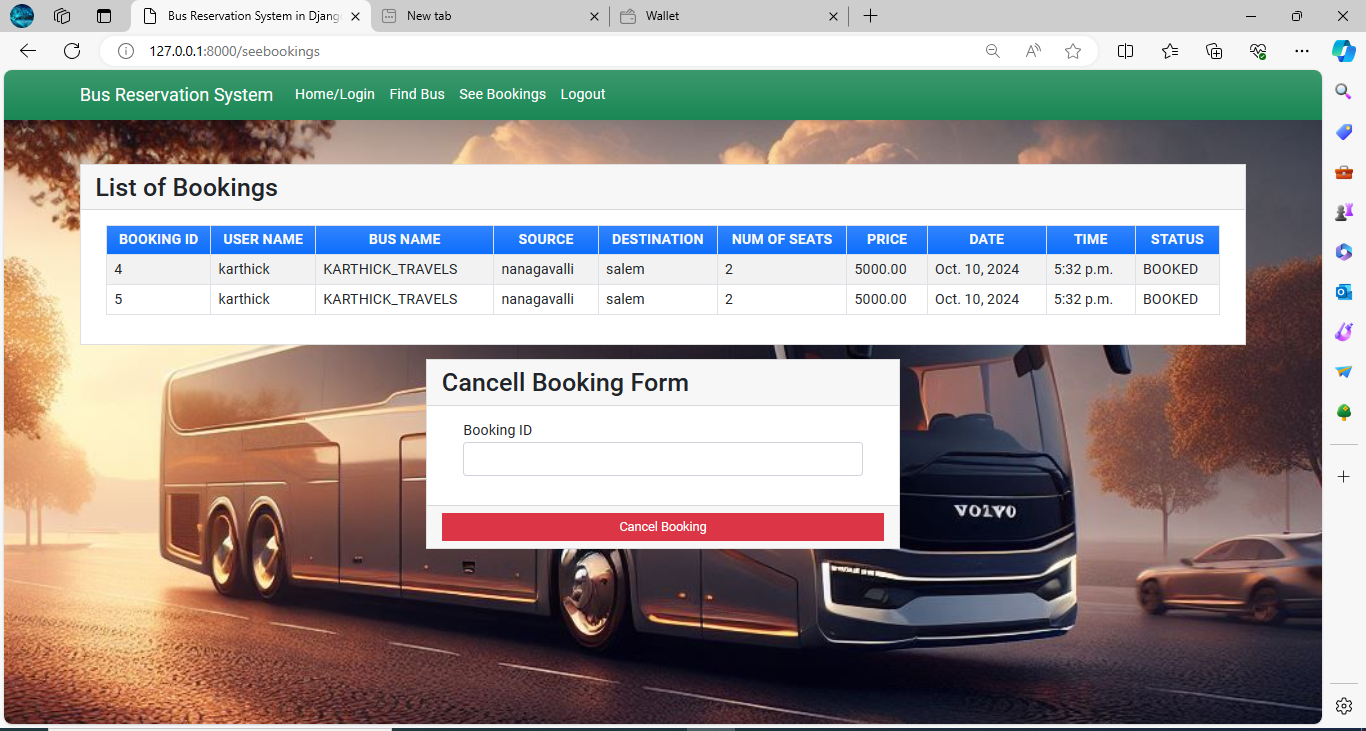 Bus Reservation System in Djang
New tab
Wallet
127.0.0.1:8000/seebookings
Bus Reservation System Home/Login Find Bus See Bookings Logout
List of Bookings
BOOKING ID USER NAME BUS NAME SOURCE DESTINATION NUM OF SEATS PRICE DATE TIME STATUS
4 karthick KARTHICK_TRAVELS nanagavalli salem 2 5000.00 Oct. 10, 2024 5:32 p.m. BOOKED
5 karthick KARTHICK_TRAVELS nanagavalli salem 2 5000.00 Oct. 10, 2024 5:32 p.m. BOOKED
Cancell Booking Form
Booking ID
VOLVO
Cancel Booking